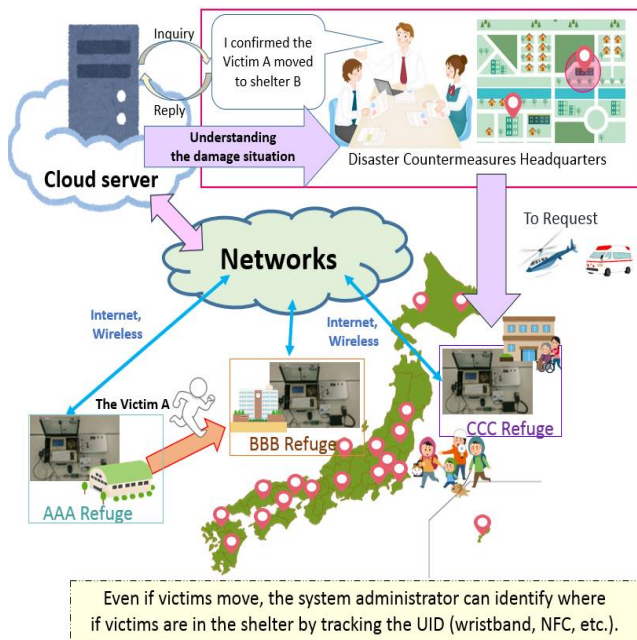 Inquiry
Reply
I confirmed the
Victim A moved
to shelter B
Understanding
the damage situation
Disaster Countermeasures Headquarters
Cloud server
To Request
Networks
Internet,
Wireless
Internet,
Wireless
The Victim A
BBB Refuge
CCC Refuge
AAA Refuge
Even if victims move, the system administrator can identify where
if victims are in the shelter by tracking the UID (wristband, NFC, etc.).